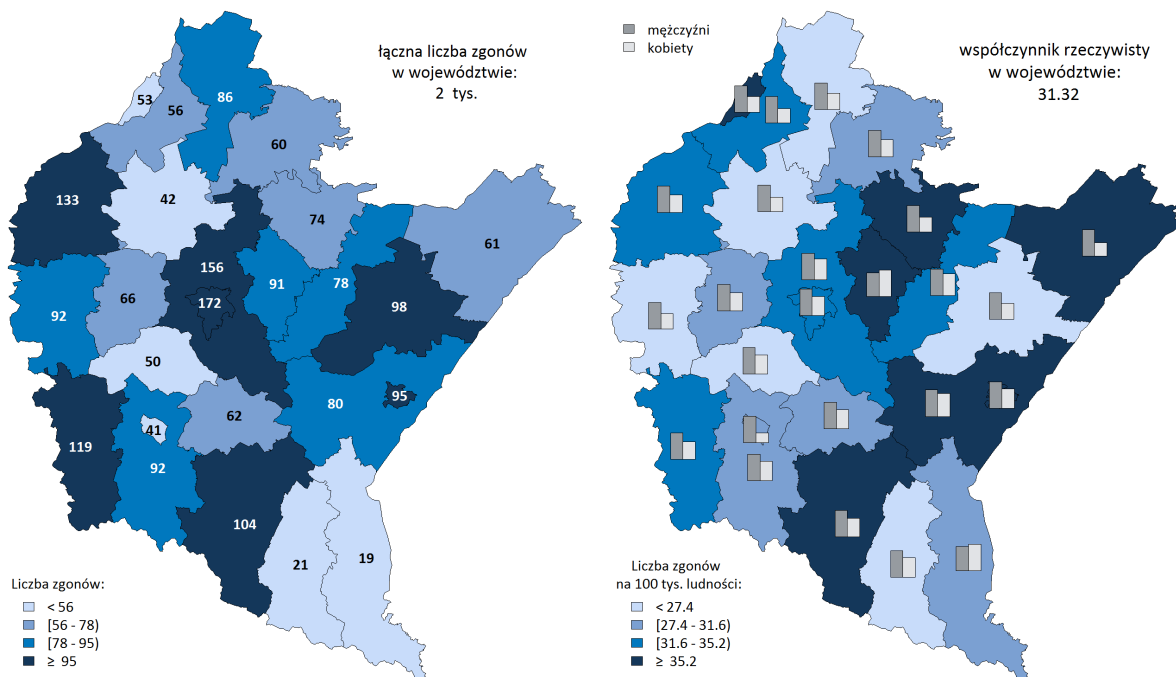 łączna liczba zgonów
w województwie:
2 tys.
53
56
86
60
133
42
74
61
156
91
78
98
66
172
92
50
80
95
62
41
119
92
104
21
19
Liczba zgonów:
< 56
[56 - 78)
[78 - 95)
≥ 95
mężczyźni
kobiety
współczynnik rzeczywisty
w województwie:
31.32
Liczba zgonów
na 100 tys. ludności:
< 27.4
[27.4 - 31.6)
[31.6 - 35.2)
≥ 35.2